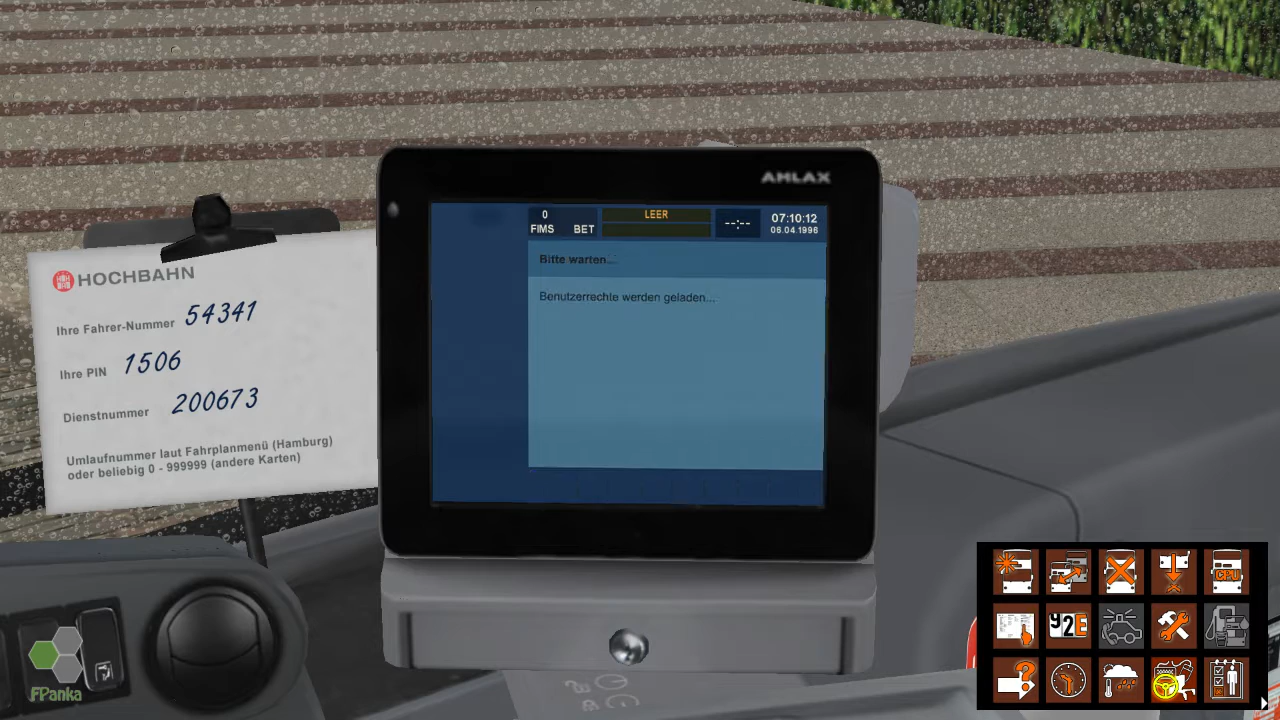 AMLAX
0
LEER
FIMS BET
--:--
07:10:12
06.04.1996
Bitte warten...
Benutzerrechte werden geladen...
HOCHBAHN
Ihre Fahrer-Nummer 54341
Ihre PIN 1506
Dienstnummer 200673
Umlaufnummer laut Fahrplanmenü (Hamburg)
oder beliebig 0 - 999999 (andere Karten)
CPU
92E
FPanka